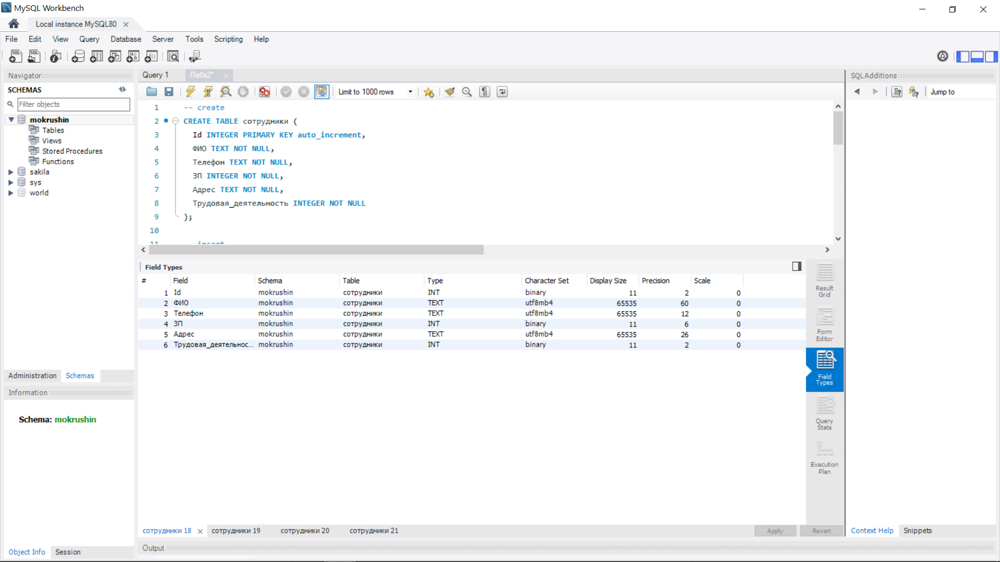 MySQL Workbench
Local instance MySQL80
File Edit View Query Database Server Tools Scripting Help
Navigator
SCHEMAS
Filter objects
mokrushin
Tables
Views
Stored Procedures
Functions
sakila
sys
world
Administration Schemas
Information
Schema: mokrushin
Object Info Session
Query 1 Лаба2*
Limit to 1000 rows
1 -- create
2 CREATE TABLE сотрудники (
3 Id INTEGER PRIMARY KEY auto_increment,
4 ФИО TEXT NOT NULL,
5 Телефон TEXT NOT NULL,
6 ЗП INTEGER NOT NULL,
7 Адрес TEXT NOT NULL,
8 Трудовая_деятельность INTEGER NOT NULL
9 );
10
11 insert
Field Types
# Field Schema Table Type Character Set Display Size Precision Scale
1 Id mokrushin сотрудники INT binary 11 2 0
2 ФИО mokrushin сотрудники TEXT utf8mb4 65535 60 0
3 Телефон mokrushin сотрудники TEXT utf8mb4 65535 12 0
4 ЗП mokrushin сотрудники INT binary 11 6 0
5 Адрес mokrushin сотрудники TEXT utf8mb4 65535 26 0
6 Трудовая_деятельнос... mokrushin сотрудники INT binary 11 2 0
Result
Grid
Form
Editor
Field
Types
Query
Stats
Execution
Plan
сотрудники 18 сотрудники 19 сотрудники 20 сотрудники 21
Apply Revert
Output
SQLAdditions
Jump to
Context Help Snippets